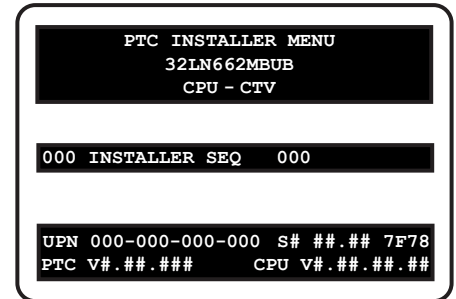 PTC INSTALLER MENU
32LN662MBUB
CPU - CTV
000 INSTALLER SEQ 000
UPN 000-000-000-000 S# ##.## 7F78
PTC V#.##.### CPU V#.##.##.##